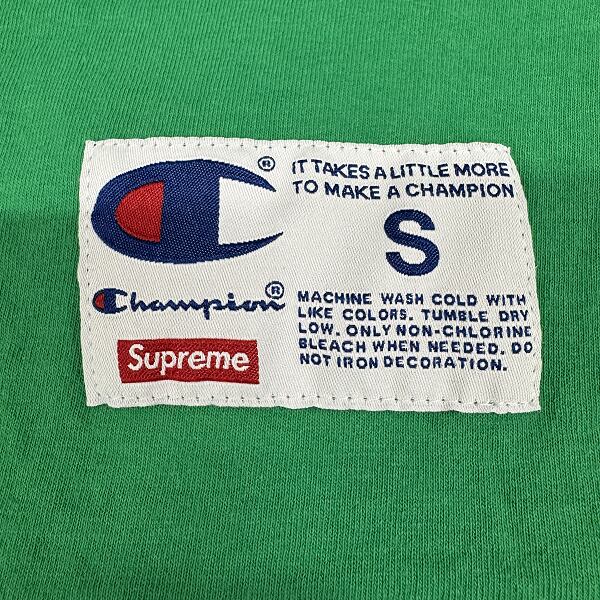 ®
Champion®
Supreme
IT TAKES A LITTLE MORE
TO MAKE A CHAMPION
S
MACHINE WASH COLD WITH
LIKE COLORS. TUMBLE DRY
LOW. ONLY NON-CHLORINE
BLEACH WHEN NEEDED. DO
NOT IRON DECORATION.